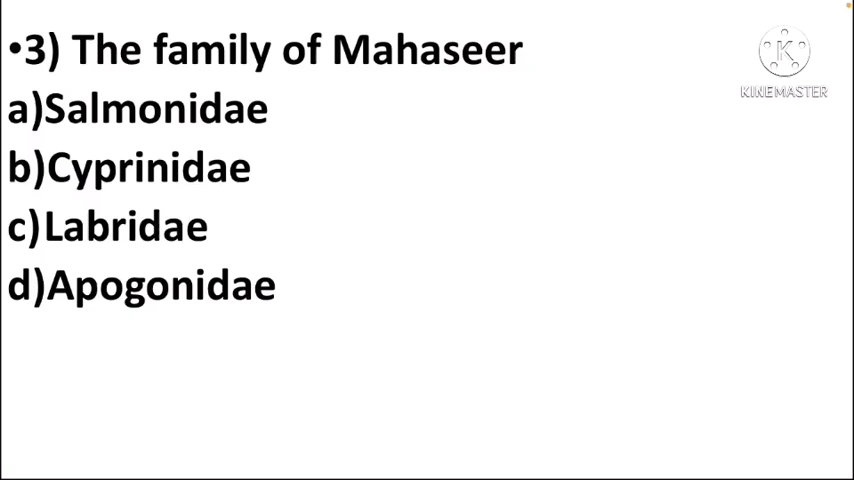 •3) The family of Mahaseer
a)Salmonidae
b)Cyprinidae
c)Labridae
d)Apogonidae
K
KINEMASTER